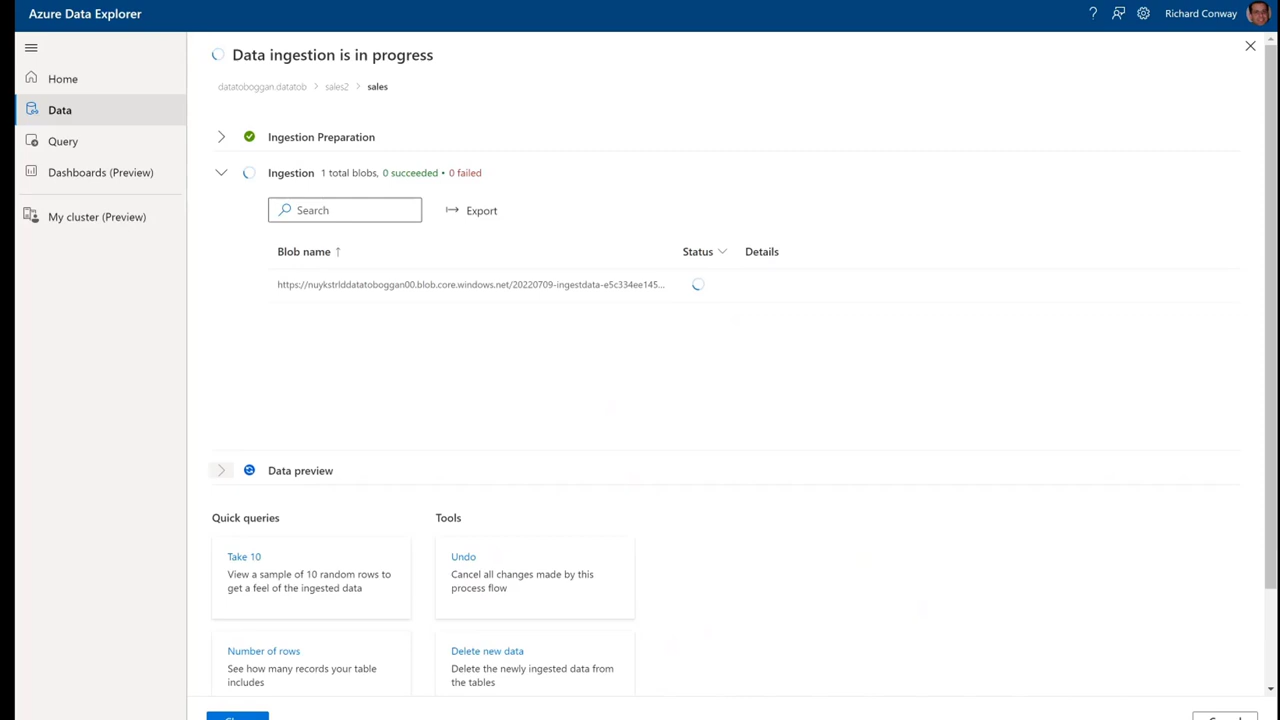 Azure Data Explorer
Richard Conway
Home
Data
Query
Dashboards (Preview)
My cluster (Preview)
Data ingestion is in progress
datatoboggan.datatob > sales2 > sales
Ingestion Preparation
Ingestion 1 total blobs, 0 succeeded • 0 failed
Search
Export
Blob name ↑ Status Details
https://nuykstrlddatatoboggan00.blob.core.windows.net/20220709-ingestdata-e5c334ee145...
Data preview
Quick queries
Take 10
View a sample of 10 random rows to
get a feel of the ingested data
Number of rows
See how many records your table
includes
Tools
Undo
Cancel all changes made by this
process flow
Delete new data
Delete the newly ingested data from
the tables